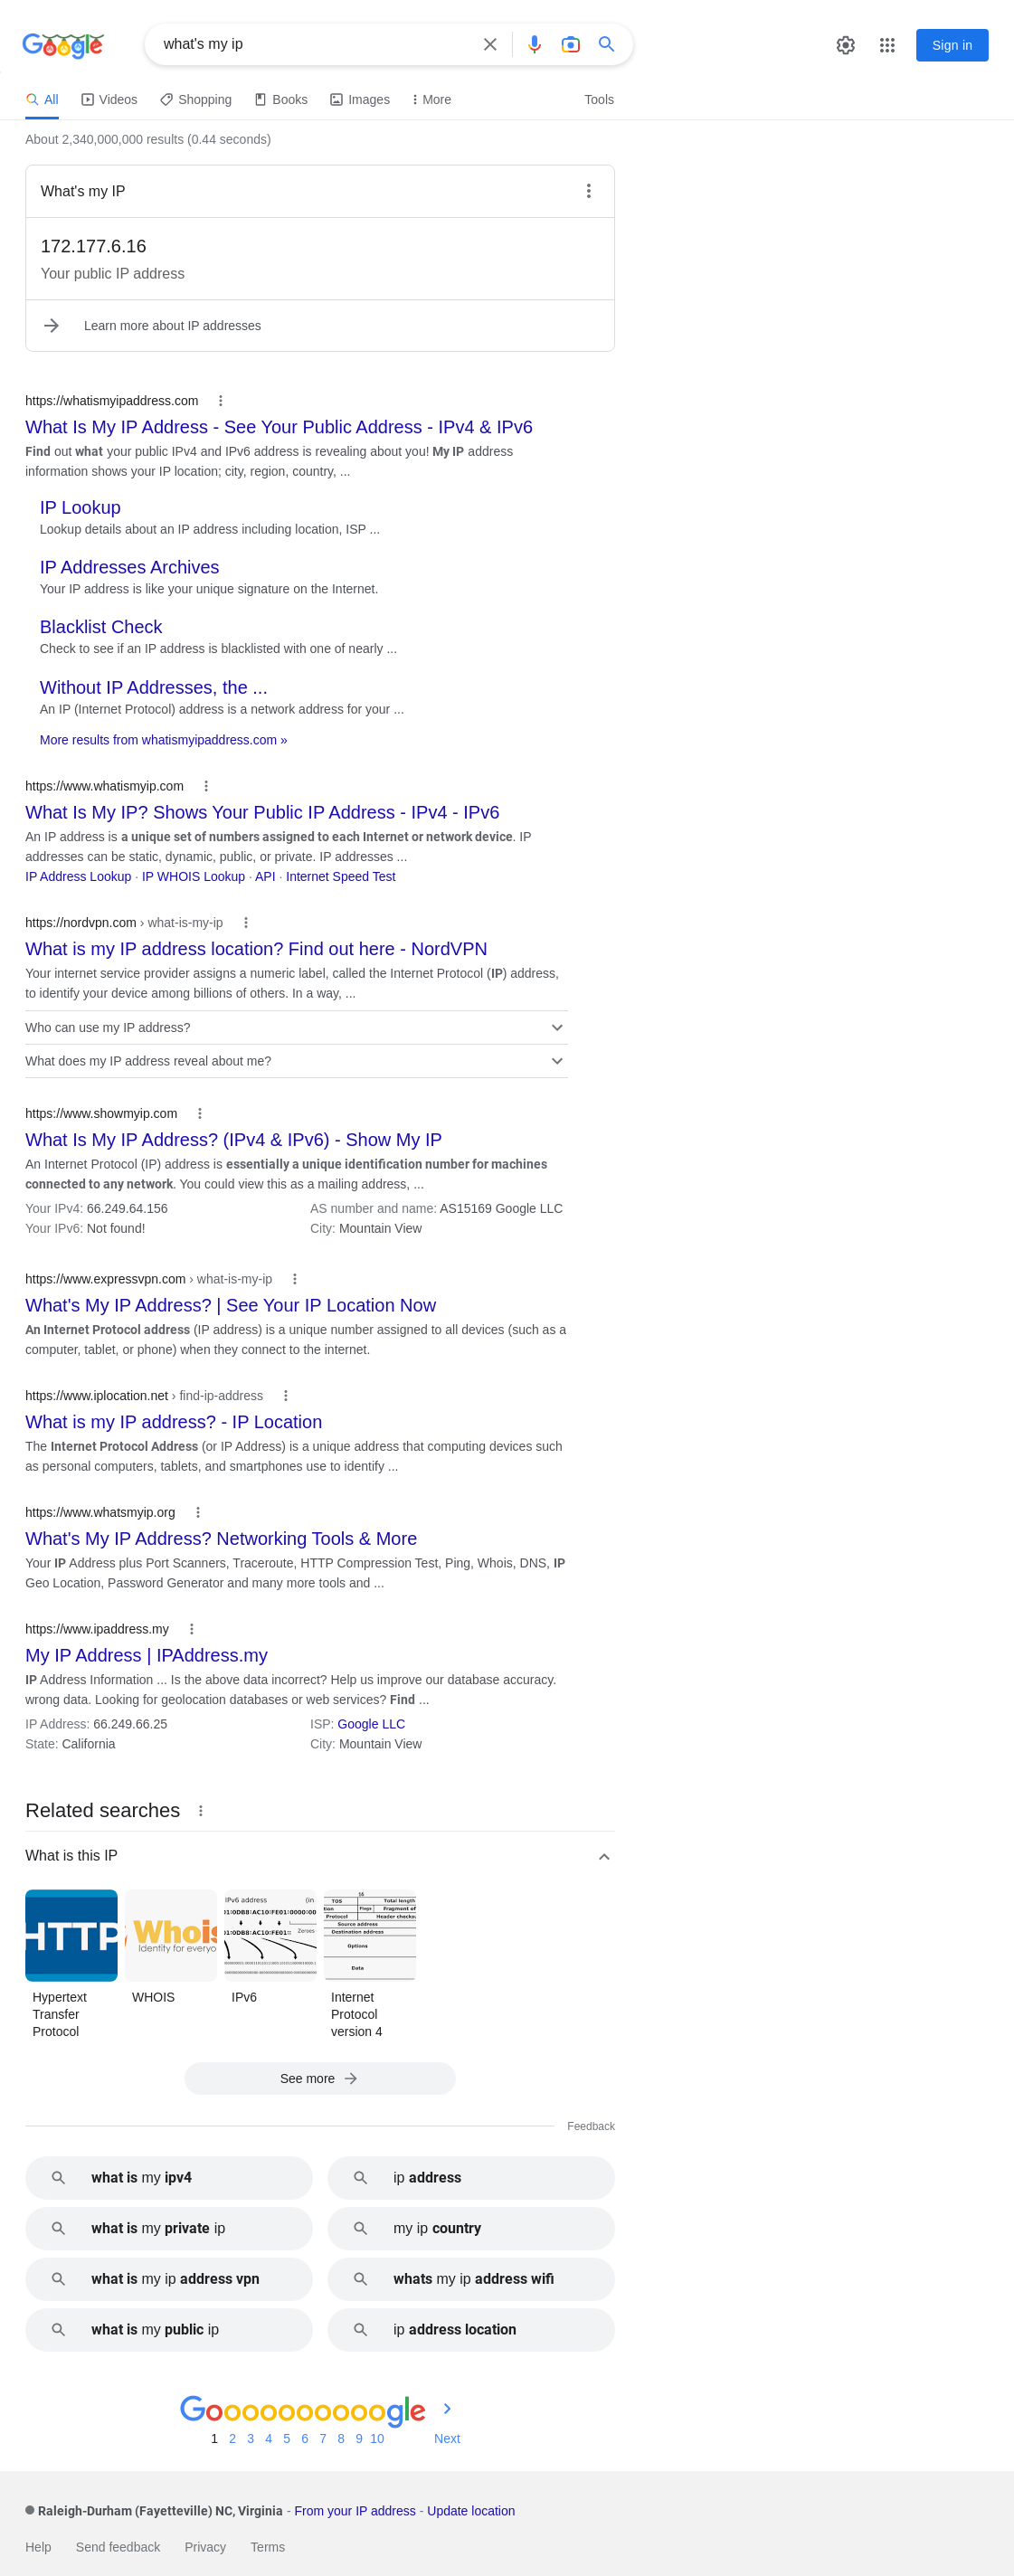 Google
what's my ip
Sign in
All
Videos
Shopping
Books
Images
More
Tools
About 2,340,000,000 results (0.44 seconds)
What's my IP
172.177.6.16
Your public IP address
Learn more about IP addresses
https://whatismyipaddress.com
What Is My IP Address - See Your Public Address - IPv4 & IPv6
Find out what your public IPv4 and IPv6 address is revealing about you! My IP address
information shows your IP location; city, region, country, ...
IP Lookup
Lookup details about an IP address including location, ISP ...
IP Addresses Archives
Your IP address is like your unique signature on the Internet.
Blacklist Check
Check to see if an IP address is blacklisted with one of nearly ...
Without IP Addresses, the ...
An IP (Internet Protocol) address is a network address for your ...
More results from whatismyipaddress.com »
https://www.whatismyip.com
What Is My IP? Shows Your Public IP Address - IPv4 - IPv6
An IP address is a unique set of numbers assigned to each Internet or network device. IP
addresses can be static, dynamic, public, or private. IP addresses ...
IP Address Lookup · IP WHOIS Lookup · API · Internet Speed Test
https://nordvpn.com › what-is-my-ip
What is my IP address location? Find out here - NordVPN
Your internet service provider assigns a numeric label, called the Internet Protocol (IP) address,
to identify your device among billions of others. In a way, ...
Who can use my IP address?
What does my IP address reveal about me?
https://www.showmyip.com
What Is My IP Address? (IPv4 & IPv6) - Show My IP
An Internet Protocol (IP) address is essentially a unique identification number for machines
connected to any network. You could view this as a mailing address, ...
Your IPv4: 66.249.64.156
AS number and name: AS15169 Google LLC
Your IPv6: Not found!
City: Mountain View
https://www.expressvpn.com › what-is-my-ip
What's My IP Address? | See Your IP Location Now
An Internet Protocol address (IP address) is a unique number assigned to all devices (such as a
computer, tablet, or phone) when they connect to the internet.
https://www.iplocation.net › find-ip-address
What is my IP address? - IP Location
The Internet Protocol Address (or IP Address) is a unique address that computing devices such
as personal computers, tablets, and smartphones use to identify ...
https://www.whatsmyip.org
What's My IP Address? Networking Tools & More
Your IP Address plus Port Scanners, Traceroute, HTTP Compression Test, Ping, Whois, DNS, IP
Geo Location, Password Generator and many more tools and ...
https://www.ipaddress.my
My IP Address | IPAddress.my
IP Address Information ... Is the above data incorrect? Help us improve our database accuracy.
wrong data. Looking for geolocation databases or web services? Find ...
IP Address: 66.249.66.25
ISP: Google LLC
State: California
City: Mountain View
Related searches
What is this IP
HTTP
Whois
Identity for everyo
IPv6 address
(in
Zeroes
16
TOS
Total length
Flags
Fragment of
Protocol
Header checksu
Source address
Destination address
Options
Data
Hypertext
Transfer
Protocol
WHOIS
IPv6
Internet
Protocol
version 4
See more
Feedback
what is my ipv4
ip address
what is my private ip
my ip country
what is my ip address vpn
whats my ip address wifi
what is my public ip
ip address location
Goooooooooogle
1 2 3 4 5 6 7 8 9 10
Next
Raleigh-Durham (Fayetteville) NC, Virginia - From your IP address - Update location
Help
Send feedback
Privacy
Terms